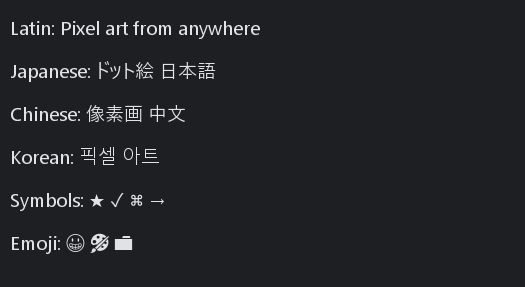 Latin: Pixel art from anywhere
Japanese: ドット絵 日本語
Chinese: 像素画 中文
Korean: 픽셀 아트
Symbols: ★ ✓ ⌘ →
Emoji: 😀 🎨 💼